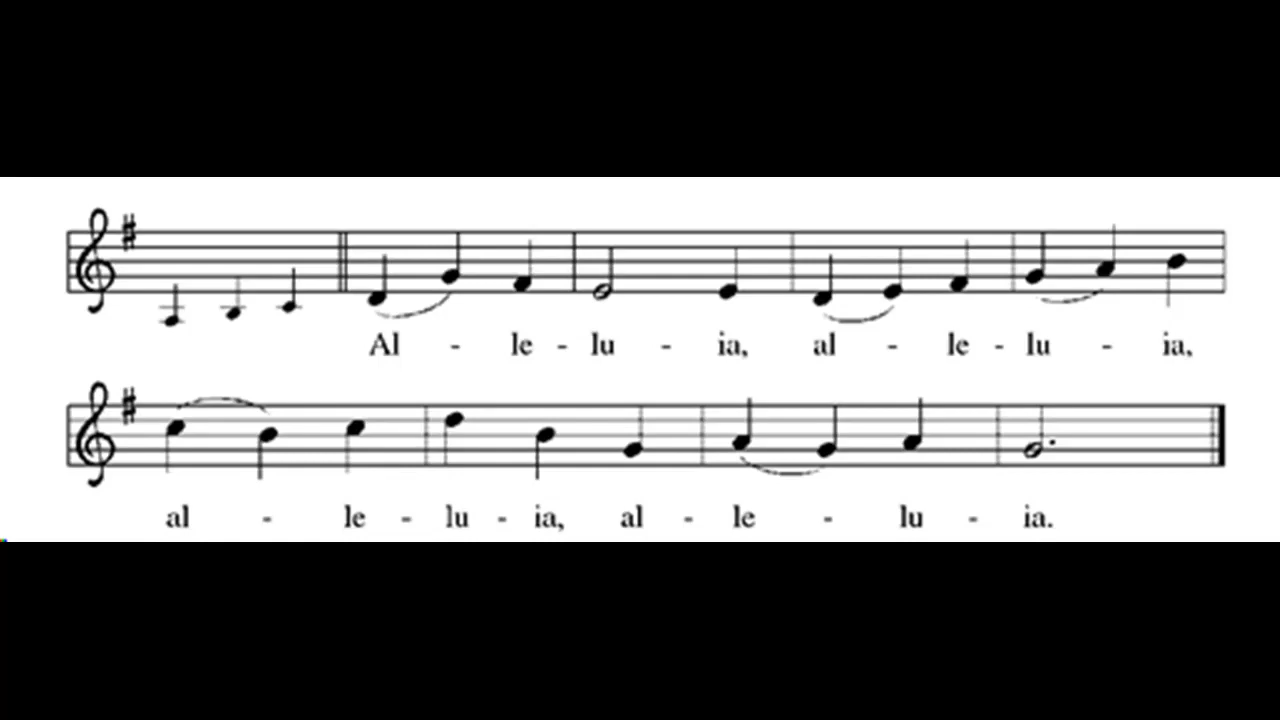 Al - le - lu - ia, al - le - lu - ia,
al - le - lu - ia, al - le - lu - ia.